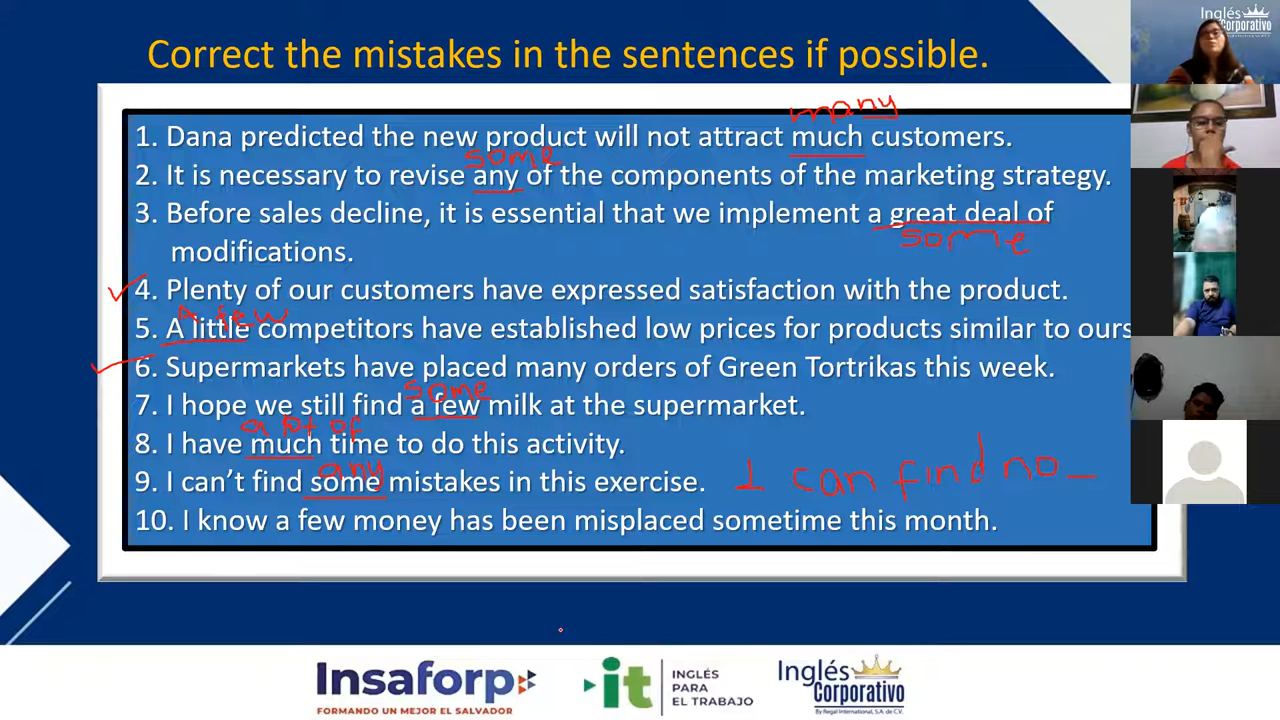 Inglés
Corporativo
Correct the mistakes in the sentences if possible.
many
1. Dana predicted the new product will not attract much customers.
some
2. It is necessary to revise any of the components of the marketing strategy.
3. Before sales decline, it is essential that we implement a great deal of
some
modifications.
4. Plenty of our customers have expressed satisfaction with the product.
A few
5. A little competitors have established low prices for products similar to ours
6. Supermarkets have placed many orders of Green Tortrikas this week.
some
7. I hope we still find a few milk at the supermarket.
a lot of
8. I have much time to do this activity.
any
9. I can't find some mistakes in this exercise. I can find no _
10. I know a few money has been misplaced sometime this month.
Insaforp
FORMANDO UN MEJOR EL SALVADOR
it
INGLÉS
PARA
EL TRABAJO
Inglés
Corporativo
By Regal International, S.A. de C.V.